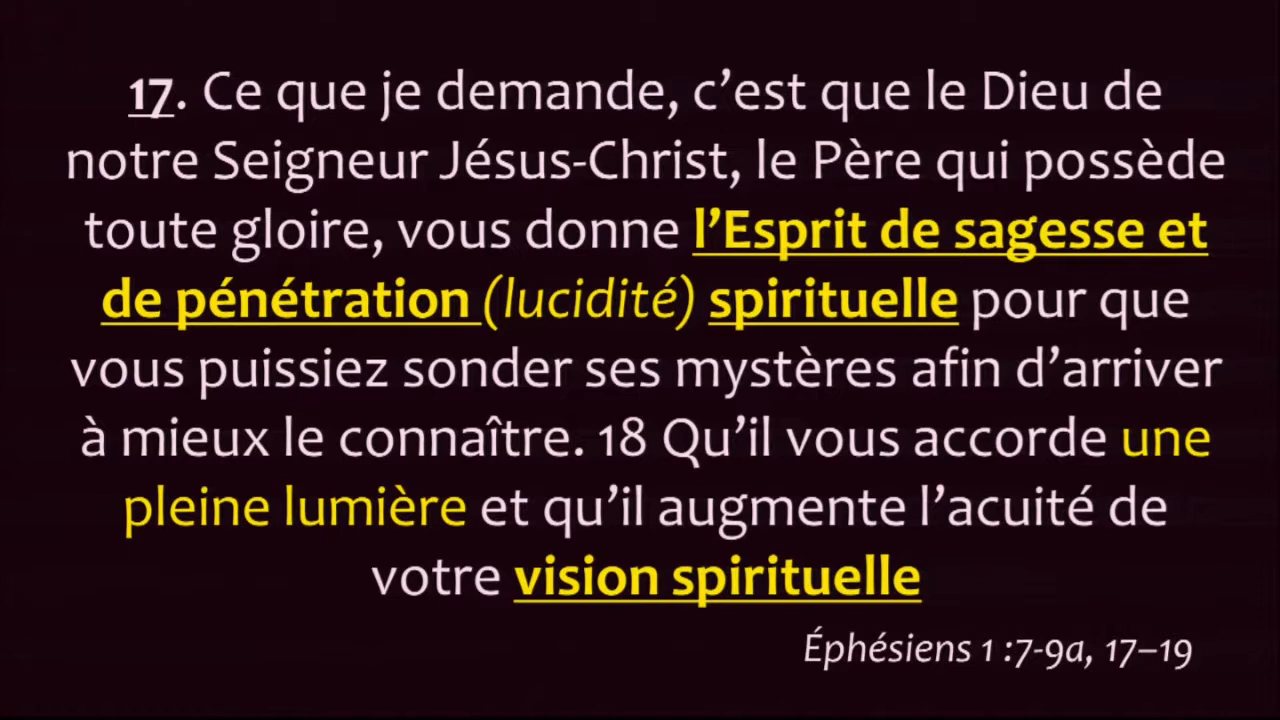 17. Ce que je demande, c’est que le Dieu de
notre Seigneur Jésus-Christ, le Père qui possède
toute gloire, vous donne l’Esprit de sagesse et
de pénétration (lucidité) spirituelle pour que
vous puissiez sonder ses mystères afin d’arriver
à mieux le connaître. 18 Qu’il vous accorde une
pleine lumière et qu’il augmente l’acuité de
votre vision spirituelle
Éphésiens 1 :7-9a, 17–19